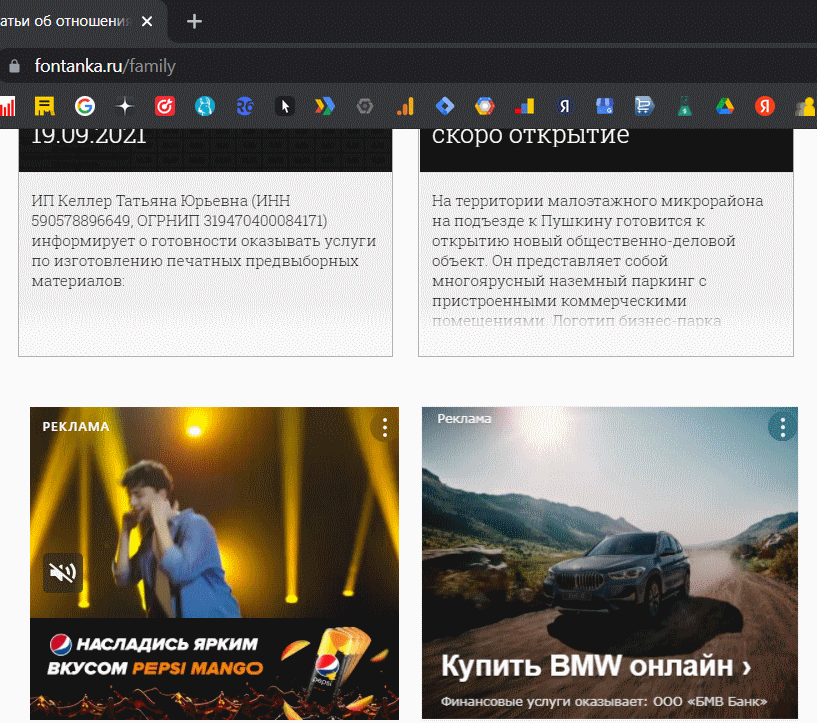 атьи об отношения
fontanka.ru/family
19.09.2021
ИП Келлер Татьяна Юрьевна (ИНН
590578896649, ОГРНИП 319470400084171)
информирует о готовности оказывать услуги
по изготовлению печатных предвыборных
материалов:
скоро открытие
На территории малоэтажного микрорайона
на подъезде к Пушкину готовится к
открытию новый общественно-деловой
объект. Он представляет собой
многоярусный наземный паркинг с
пристроенными коммерческими
помещениями. Логотип бизнес-парка
РЕКЛАМА
НАСЛАДИСЬ ЯРКИМ
ВКУСОМ PEPSI MANGO
pepsi
Реклама
Купить BMW онлайн ›
Финансовые услуги оказывает: ООО «БМВ Банк»